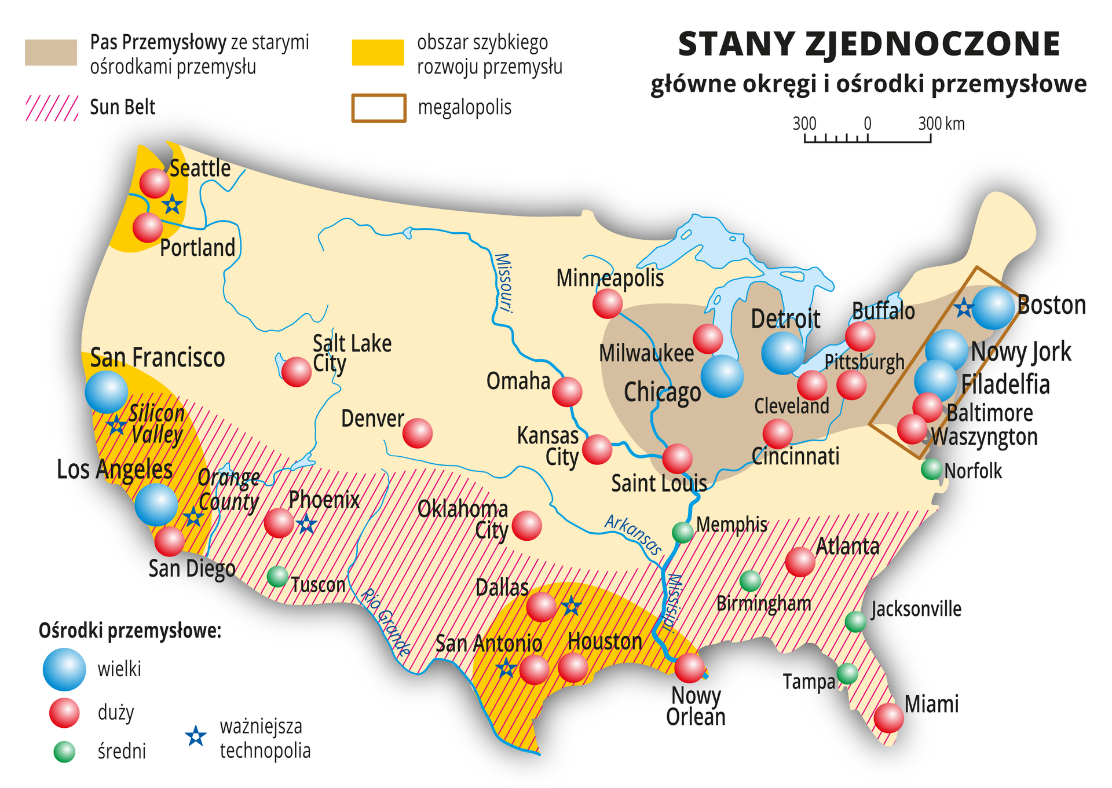 Pas Przemysłowy ze starymi
ośrodkami przemysłu
Sun Belt
obszar szybkiego
rozwoju przemysłu
megalopolis
STANY ZJEDNOCZONE
główne okręgi i ośrodki przemysłowe
300 0 300 km
Seattle
Portland
Missouri
Minneapolis
Buffalo
Boston
Detroit
San Francisco
Salt Lake
City
Milwaukee
Pittsburgh
Nowy Jork
Omaha
Chicago
Filadelfia
Cleveland
Baltimore
Silicon
Valley
Denver
Kansas
City
Waszyngton
Cincinnati
Los Angeles
Orange
County
Saint Louis
Norfolk
Phoenix
Oklahoma
City
Arkansas
Memphis
Atlanta
San Diego
Tuscon
Dallas
Missisipi
Birmingham
Jacksonville
Rio Grande
San Antonio
Houston
Tampa
Nowy
Orlean
Miami
Ośrodki przemysłowe:
wielki
duży
średni
ważniejsza
technopolia